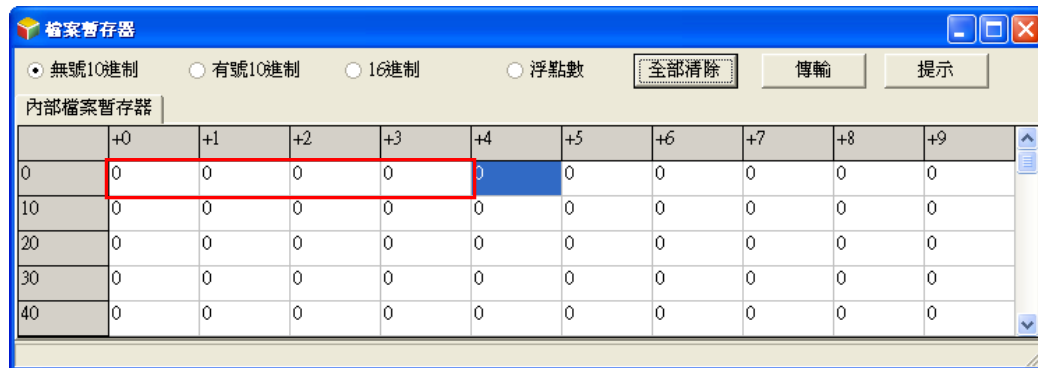 檔案暫存器
無號10進制 有號10進制 16進制 浮點數 全部清除 傳輸 提示
內部檔案暫存器
+0 +1 +2 +3 +4 +5 +6 +7 +8 +9
0 0 0 0 0 0 0 0 0 0 0
10 0 0 0 0 0 0 0 0 0 0
20 0 0 0 0 0 0 0 0 0 0
30 0 0 0 0 0 0 0 0 0 0
40 0 0 0 0 0 0 0 0 0 0